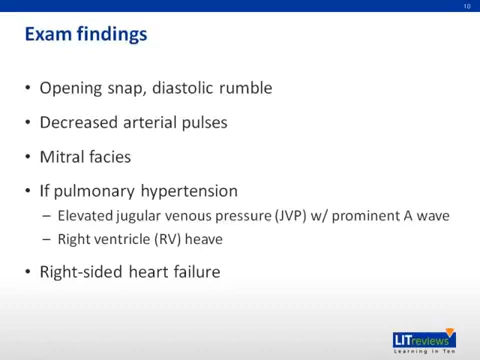 10
Exam findings
• Opening snap, diastolic rumble
• Decreased arterial pulses
• Mitral facies
• If pulmonary hypertension
– Elevated jugular venous pressure (JVP) w/ prominent A wave
– Right ventricle (RV) heave
• Right-sided heart failure
LITreviews
Learning in Ten